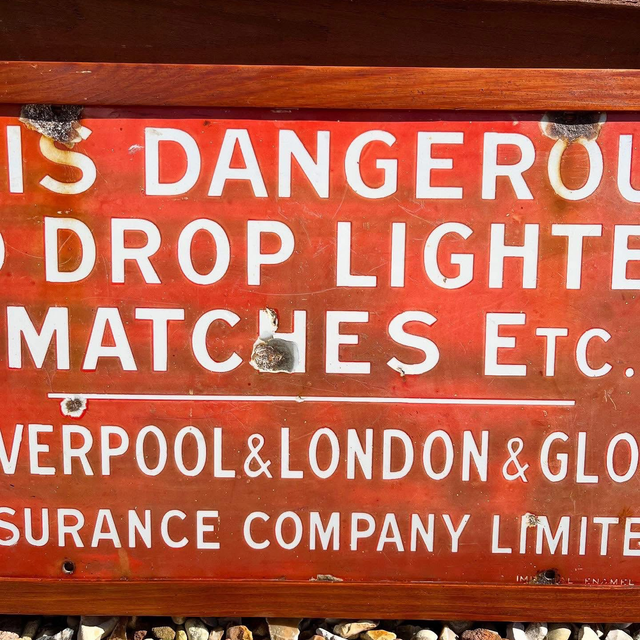 IS DANGEROU
DROP LIGHTE
MATCHES ETC.
VERPOOL & LONDON & GLO
SURANCE COMPANY LIMITE